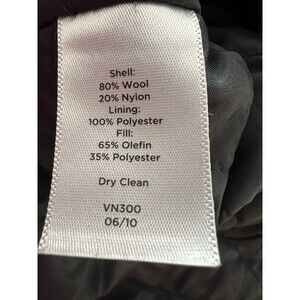 Shell:
80% Wool
20% Nylon
Lining:
100% Polyester
Fill:
65% Olefin
35% Polyester
Dry Clean
VN300
06/10